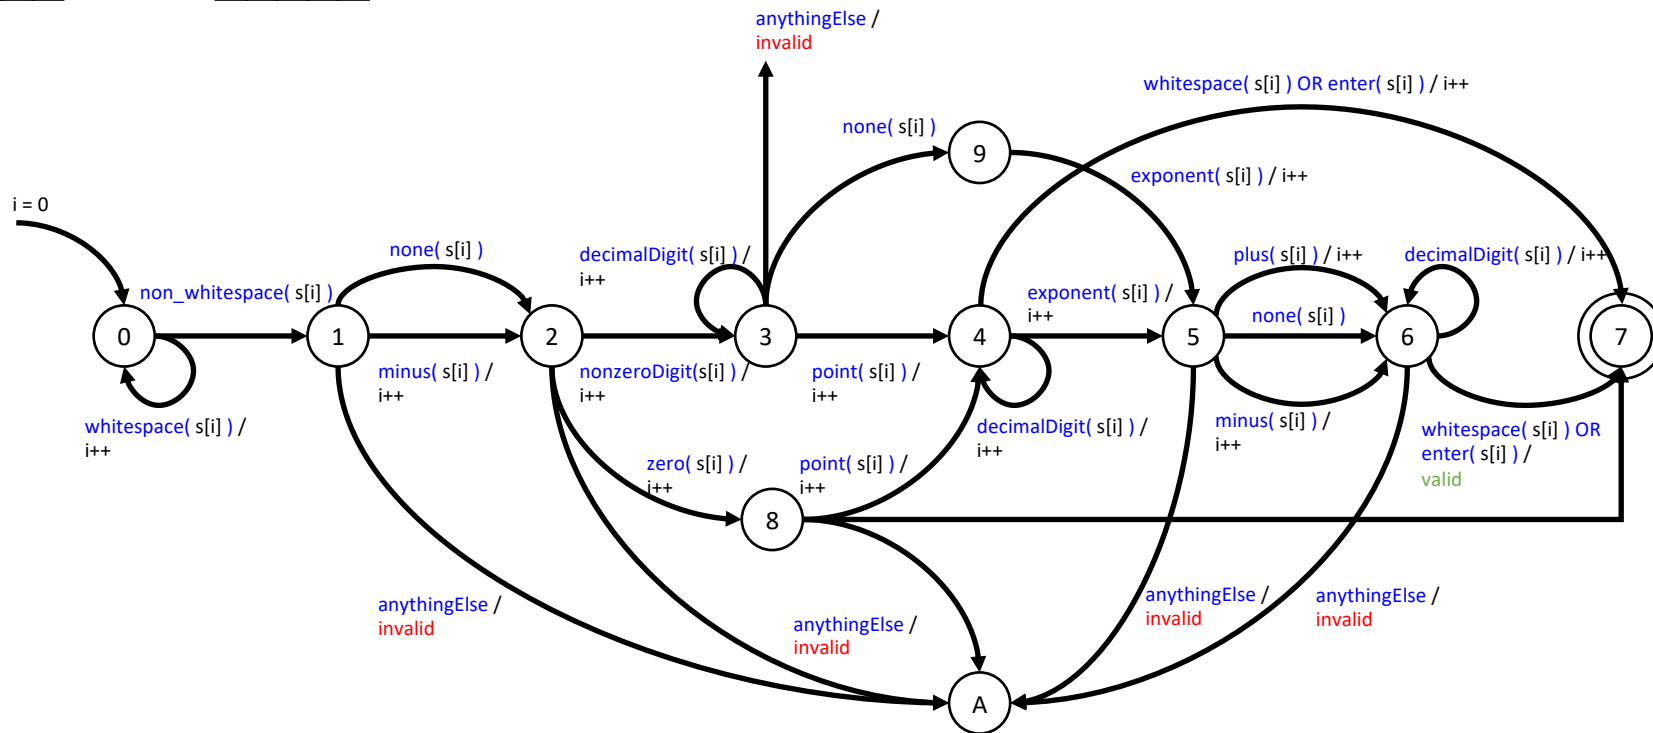 anythingElse /
invalid
whitespace( s[i] ) OR enter( s[i] ) / i++
none( s[i] )
9
exponent( s[i] ) / i++
i = 0
none( s[i] )
decimalDigit( s[i] ) /
i++
plus( s[i] ) / i++
decimalDigit( s[i] ) / i++
non_whitespace( s[i] )
exponent( s[i] ) /
i++
none( s[i] )
0
1
2
3
4
5
6
7
minus( s[i] ) /
i++
nonzeroDigit(s[i] ) /
i++
point( s[i] ) /
i++
whitespace( s[i] ) /
i++
decimalDigit( s[i] ) /
i++
minus( s[i] ) /
i++
whitespace( s[i] ) OR
enter( s[i] ) /
valid
zero( s[i] ) /
i++
point( s[i] ) /
i++
8
anythingElse /
invalid
anythingElse /
invalid
anythingElse /
invalid
anythingElse /
invalid
A